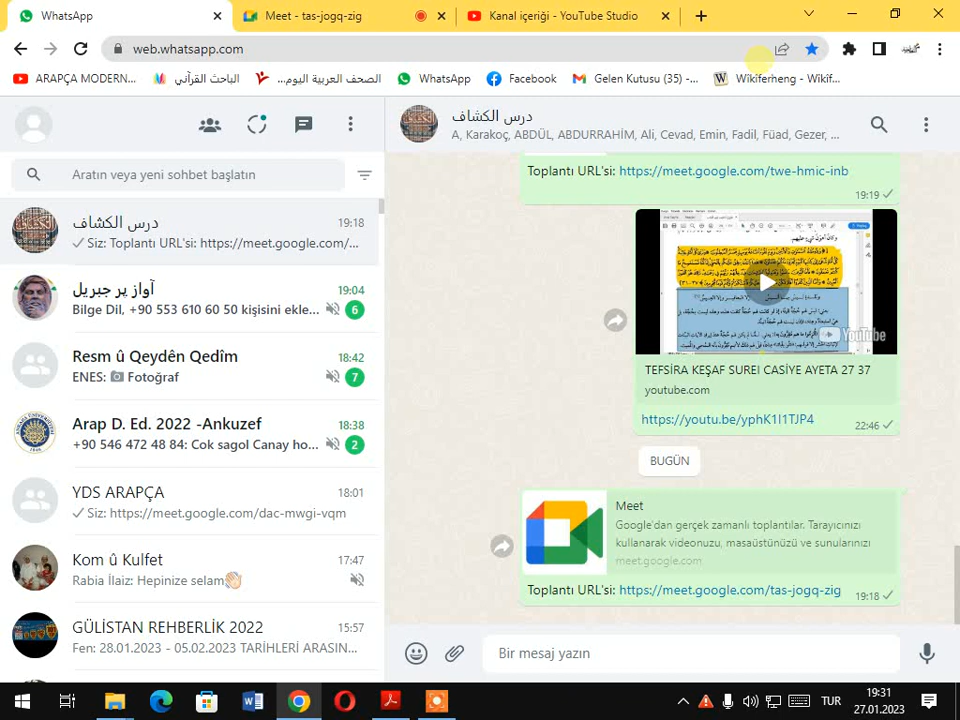 WhatsApp
Meet - tas-jogq-zig
Kanal içeriği - YouTube Studio
web.whatsapp.com
ARAPÇA MODERN...
الباحث القرآني
الصحف العربية اليوم...
WhatsApp
Facebook
Gelen Kutusu (35) -...
Wikiferheng - Wikîf...
Aratın veya yeni sohbet başlatın
درس الكشاف
19:18
Siz: Toplantı URL'si: https://meet.google.com/...
آواز پر جبريل
19:04
Bilge Dil, +90 553 610 60 50 kişisini ekle...
6
Resm û Qeydên Qedîm
18:42
ENES: Fotoğraf
7
Arap D. Ed. 2022 -Ankuzef
18:38
+90 546 472 48 84: Cok sagol Canay ho...
2
YDS ARAPÇA
18:01
Siz: https://meet.google.com/dac-mwgi-vqm
Kom û Kulfet
17:47
Rabia İlaiz: Hepinize selam👋🏻
GÜLİSTAN REHBERLİK 2022
15:57
Fen: 28.01.2023 - 05.02.2023 TARİHLERİ ARASIN...
درس الكشاف
A, Karakoç, ABDÜL, ABDURRAHİM, Ali, Cevad, Emin, Fadil, Füad, Gezer, ...
Toplantı URL'si: https://meet.google.com/twe-hmic-inb
19:19
YouTube
TEFSİRA KEŞAF SUREI CASİYE AYETA 27 37
youtube.com
https://youtu.be/yphK1I1TJP4
22:46
BUGÜN
Meet
Google'dan gerçek zamanlı toplantılar. Tarayıcınızı
kullanarak videonuzu, masaüstünüzü ve sunularınızı
meet.google.com
Toplantı URL'si: https://meet.google.com/tas-jogq-zig
19:18
Bir mesaj yazın
TUR
19:31
27.01.2023